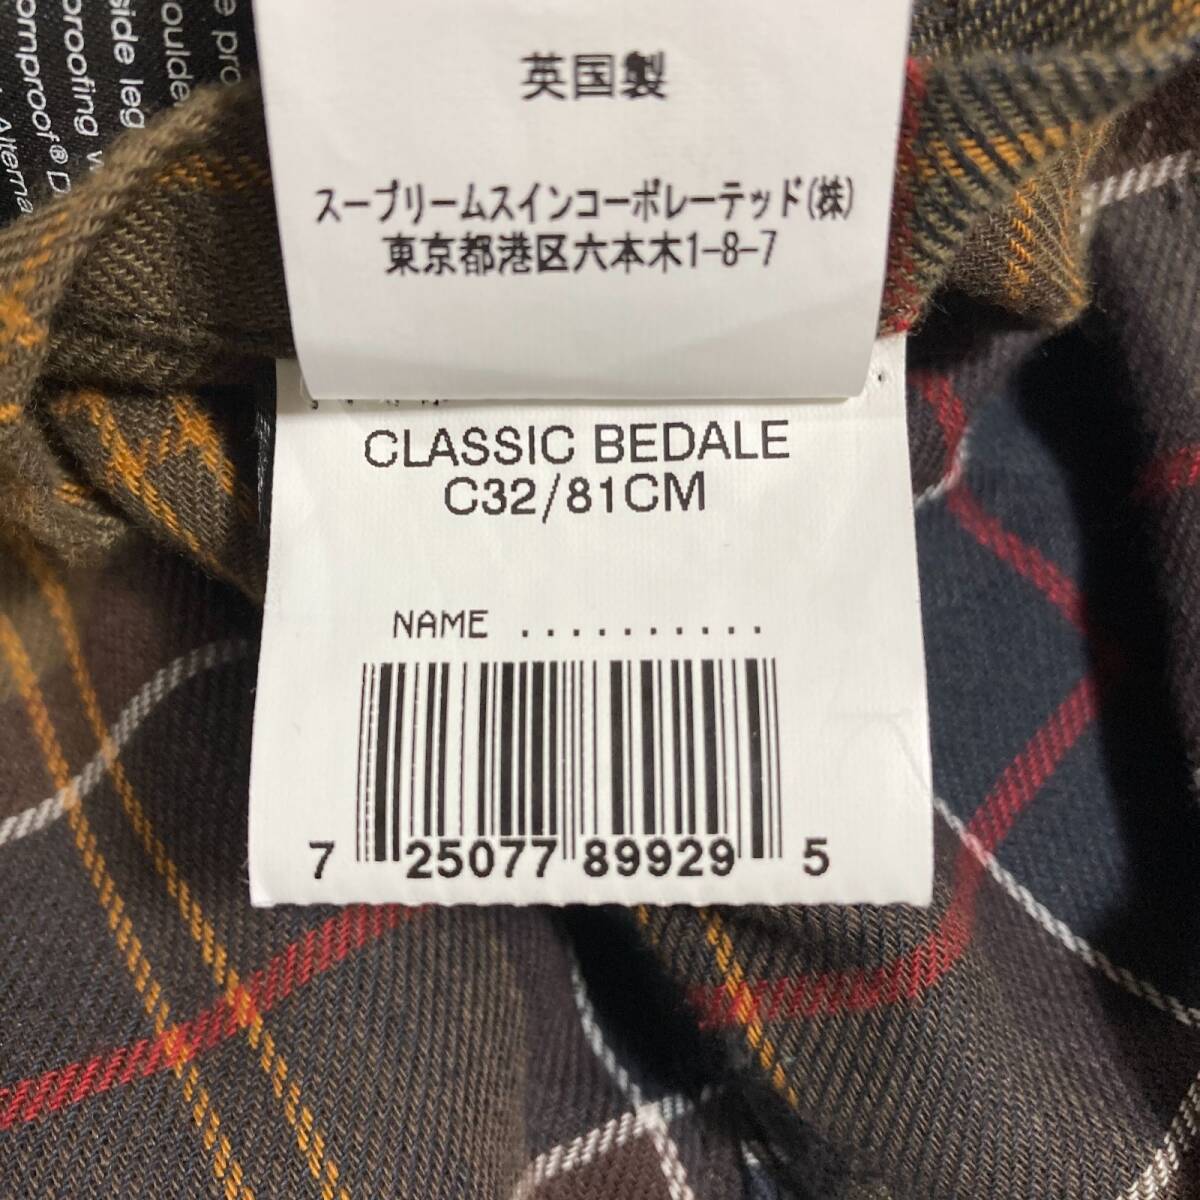 英国製
スープリームスインコーポレーテッド(株)
東京都港区六本木1-8-7
CLASSIC BEDALE
C32/81CM
NAME ..........
7 25077 89929 5
side leg